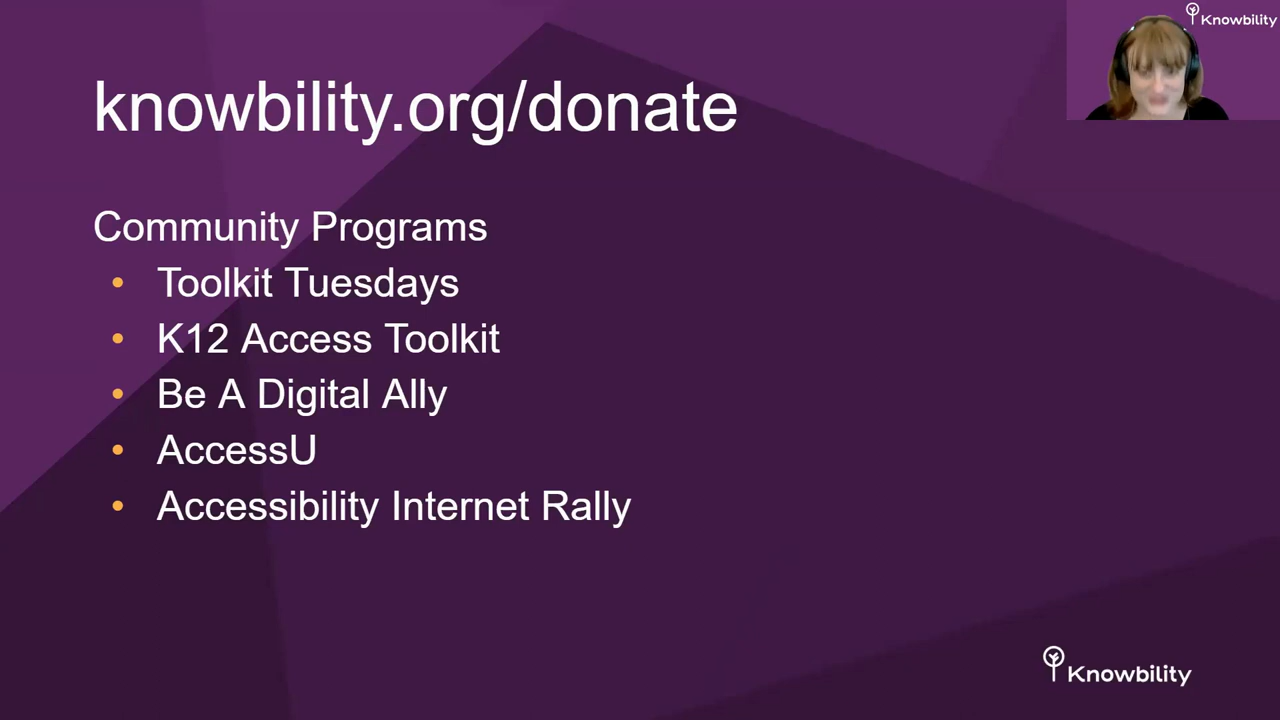 Knowbility
knowbility.org/donate
Community Programs
• Toolkit Tuesdays
• K12 Access Toolkit
• Be A Digital Ally
• AccessU
• Accessibility Internet Rally
Knowbility